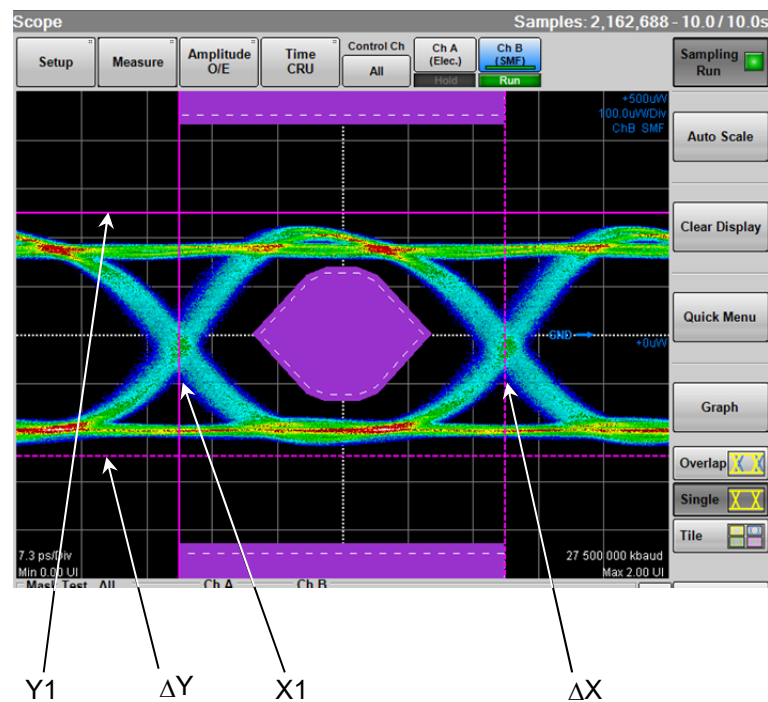 Scope Samples: 2,162,688 - 10.0 / 10.0s
Setup
Measure
Amplitude
O/E
Time
CRU
Control Ch
All
Ch A
(Elec.)
Hold
Ch B
(SMF)
Run
Sampling
Run
+500uW
100.0uW/Div
ChB SMF
Auto Scale
Clear Display
Quick Menu
GND
+0uW
Graph
Overlap
Single
Tile
7.3 ps/Div
Min 0.00 UI
27 500 000 kbaud
Max 2.00 UI
Mask Test All Ch A Ch B
Y1 ΔY X1 ΔX